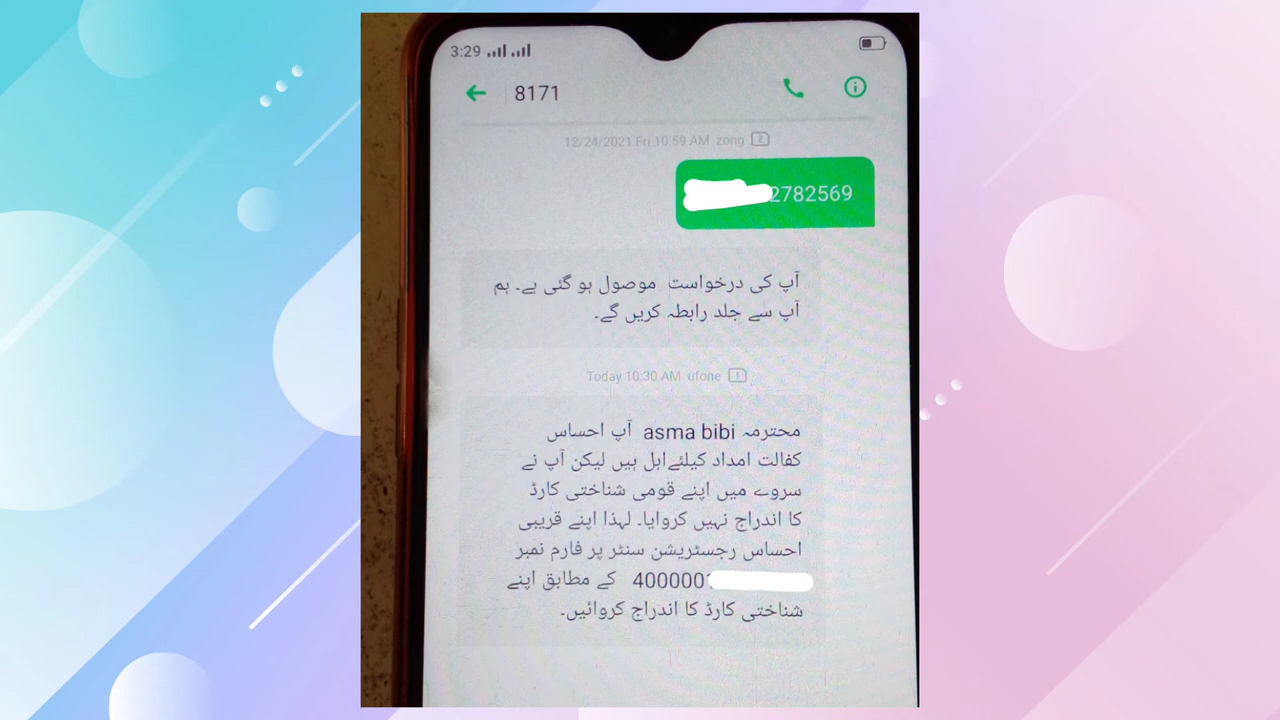 3:29
8171
12/24/2021 Fri 10:59 AM zong 2
2782569
آپ کی درخواست موصول ہو گئی ہے۔ ہم
آپ سے جلد رابطہ کریں گے۔
Today 10:30 AM ufone 1
محترمہ asma bibi آپ احساس
کفالت امداد کیلئےاہل ہیں لیکن آپ نے
سروے میں اپنے قومی شناختی کارڈ
کا اندراج نہیں کروایا۔ لہذا اپنے قریبی
احساس رجسٹریشن سنٹر پر فارم نمبر
400000 کے مطابق اپنے
شناختی کارڈ کا اندراج کروائیں۔